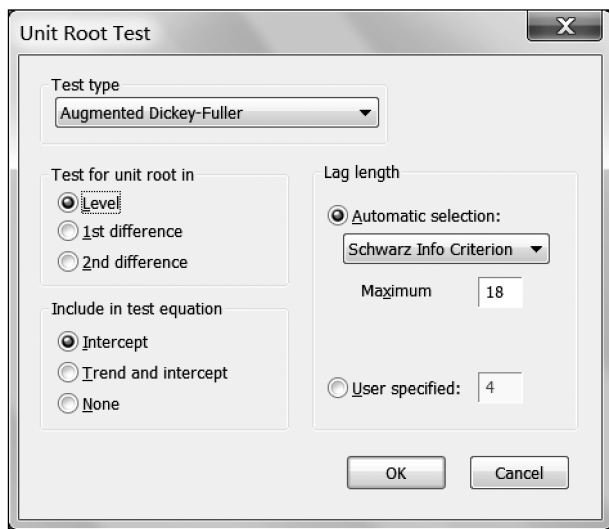 Unit Root Test
X
Test type
Augmented Dickey-Fuller
Test for unit root in
Level
1st difference
2nd difference
Include in test equation
Intercept
Trend and intercept
None
Lag length
Automatic selection:
Schwarz Info Criterion
Maximum 18
User specified: 4
OK Cancel